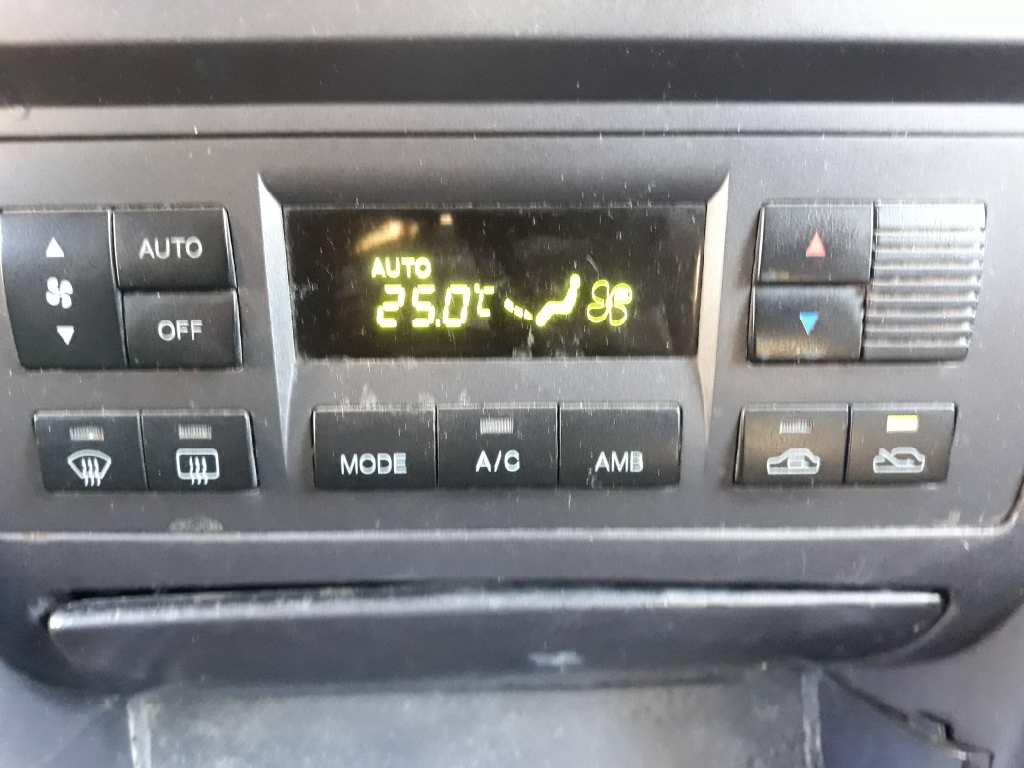 AUTO
AUTO
25.0℃
OFF
MODE
A/C
AMB